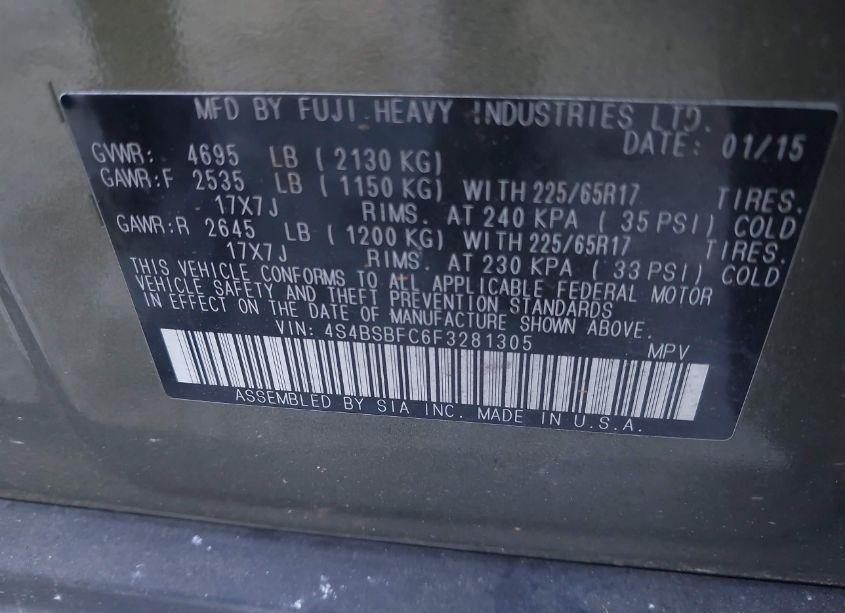 MFD BY FUJI HEAVY INDUSTRIES LTD.
DATE: 01/15
GVWR: 4695 LB ( 2130 KG)
GAWR:F 2535 LB ( 1150 KG) WITH 225/65R17 TIRES.
17X7J RIMS. AT 240 KPA ( 35 PSI) COLD
GAWR:R 2645 LB ( 1200 KG) WITH 225/65R17 TIRES.
17X7J RIMS. AT 230 KPA ( 33 PSI) COLD
THIS VEHICLE CONFORMS TO ALL APPLICABLE FEDERAL MOTOR
VEHICLE SAFETY AND THEFT PREVENTION STANDARDS
IN EFFECT ON THE DATE OF MANUFACTURE SHOWN ABOVE.
VIN: 4S4BSBFC6F3281305 MPV
ASSEMBLED BY SIA INC. MADE IN U.S.A.